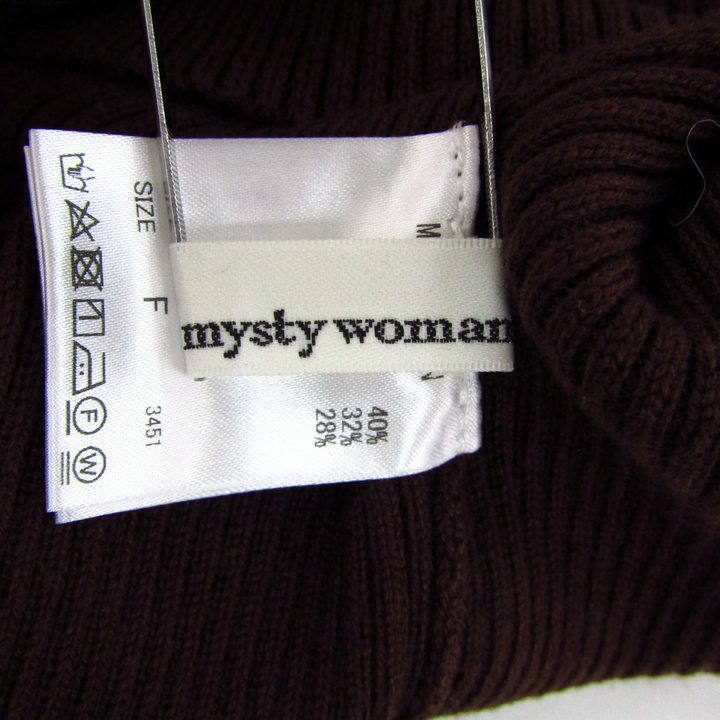 mysty woman
SIZE
F
3451
40%
32%
28%
F
W